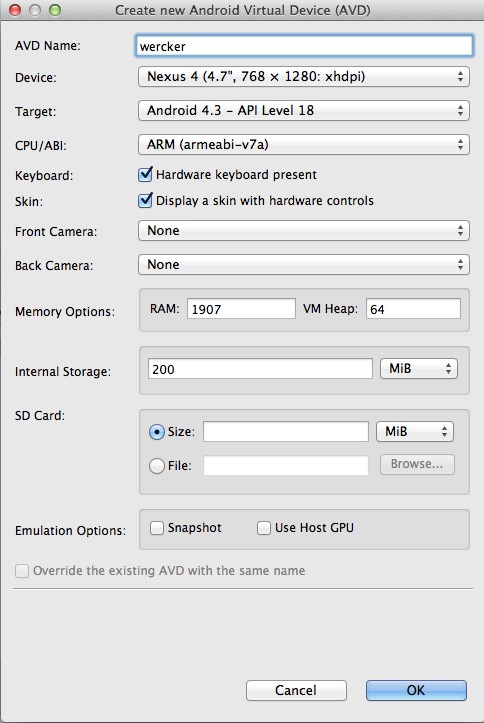 Create new Android Virtual Device (AVD)
AVD Name: wercker
Device: Nexus 4 (4.7", 768 × 1280: xhdpi)
Target: Android 4.3 – API Level 18
CPU/ABI: ARM (armeabi-v7a)
Keyboard: Hardware keyboard present
Skin: Display a skin with hardware controls
Front Camera: None
Back Camera: None
Memory Options: RAM: 1907 VM Heap: 64
Internal Storage: 200 MiB
SD Card:
Size: MiB
File: Browse...
Emulation Options: Snapshot Use Host GPU
Override the existing AVD with the same name
Cancel OK